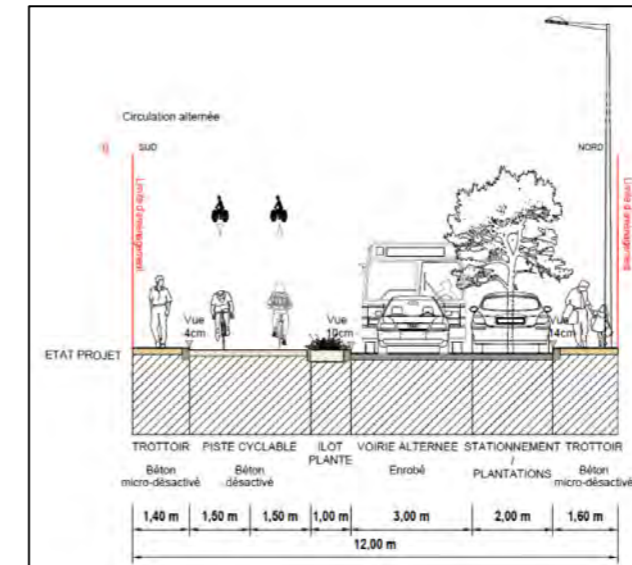 Circulation alternée
SUD
NORD
Limite d'aménagement
Limite d'aménagement
Vue
4cm
Vue
10cm
Vue
14cm
ETAT PROJET
TROTTOIR
Béton
micro-désactivé
PISTE CYCLABLE
Béton
désactivé
ILOT
PLANTE
VOIRIE ALTERNEE
Enrobé
STATIONNEMENT
/
PLANTATIONS
TROTTOIR
Béton
micro-désactivé
1,40 m
1,50 m
1,50 m
1,00 m
3,00 m
2,00 m
1,60 m
12,00 m